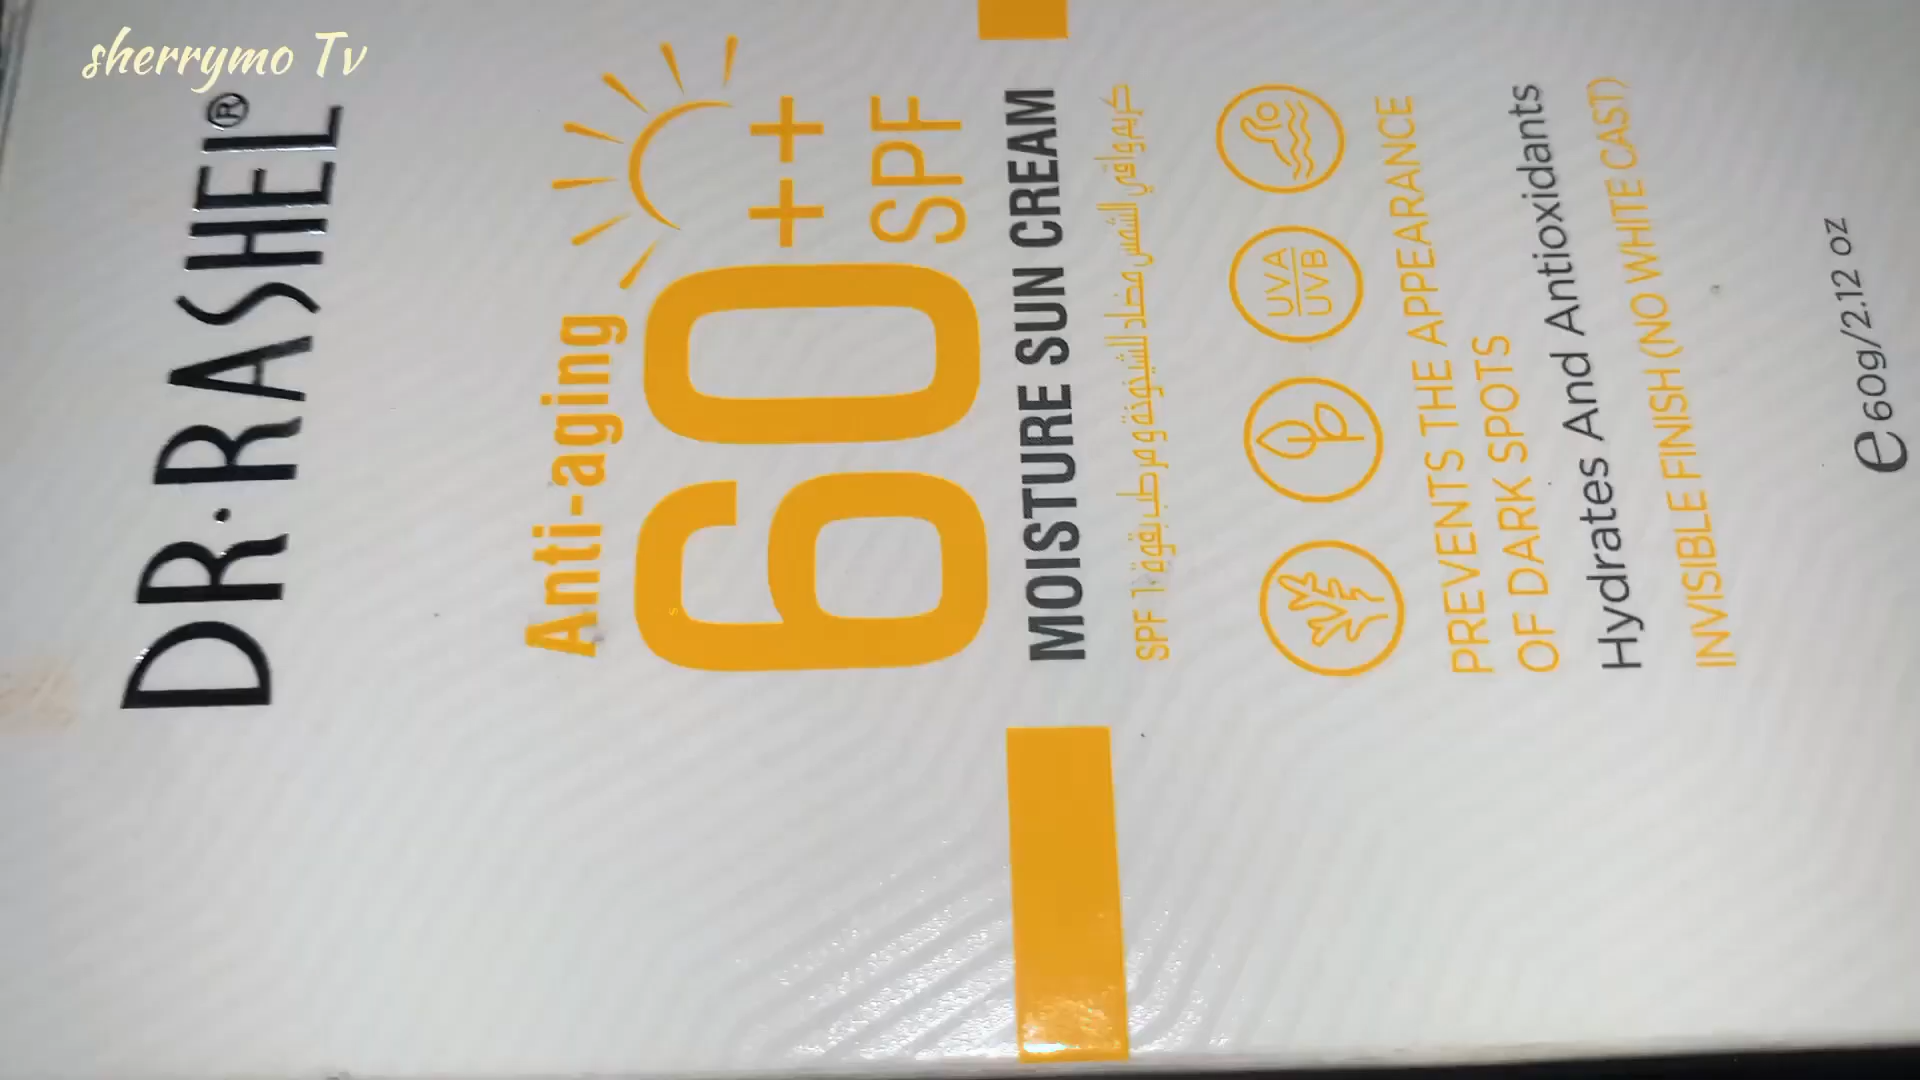 sherrymo Tv
DR·RASHEL®
Anti-aging
60++
SPF
MOISTURE SUN CREAM
كريم واقي الشمس مضاد للشيخوخة و مرطب بقوة ٦٠ SPF
UVA
UVB
PREVENTS THE APPEARANCE
OF DARK SPOTS
Hydrates And Antioxidants
INVISIBLE FINISH (NO WHITE CAST)
e 60g/2.12 oz